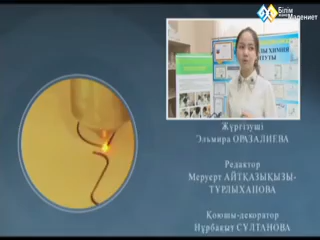 Білім
Мәдениет
Жүргізуші
Эльмира ОРАЗАЛИЕВА
Редактор
Меруерт АЙТҚАЗЫҚЫЗЫ-
ТҰРЛЫХАНОВА
Қоюшы-декоратор
Нұрбақыт СҰЛТАНОВА